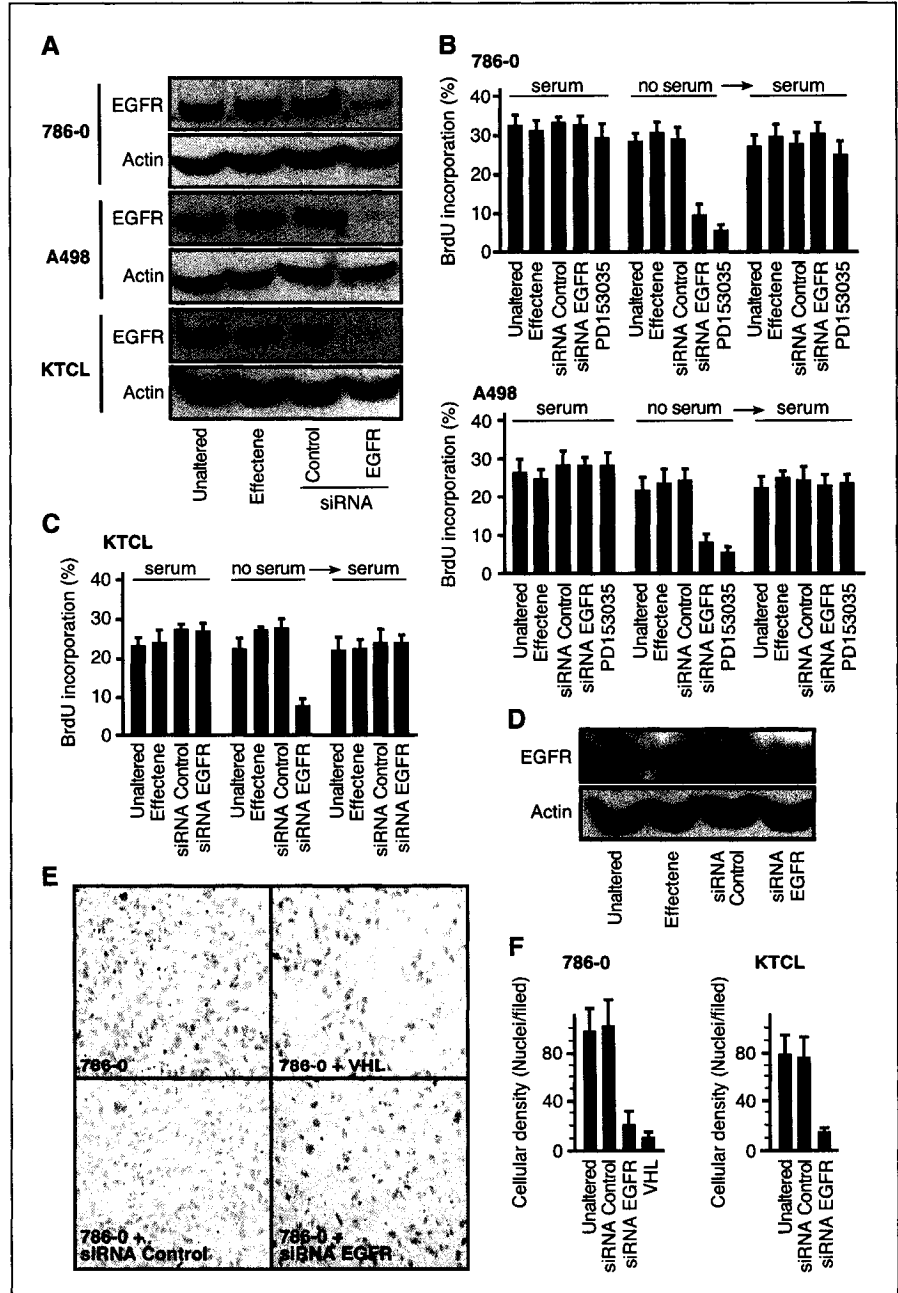 A
786-0
EGFR
Actin
A498
EGFR
Actin
KTCL
EGFR
Actin
Unaltered
Effectene
Control
EGFR
siRNA
B
786-0
serum
no serum → serum
BrdU incorporation (%)
40
30
20
10
0
Unaltered
Effectene
siRNA Control
siRNA EGFR
PD153035
Unaltered
Effectene
siRNA Control
siRNA EGFR
PD153035
Unaltered
Effectene
siRNA Control
siRNA EGFR
PD153035
A498
serum
no serum → serum
BrdU incorporation (%)
40
30
20
10
0
Unaltered
Effectene
siRNA Control
siRNA EGFR
PD153035
Unaltered
Effectene
siRNA Control
siRNA EGFR
PD153035
Unaltered
Effectene
siRNA Control
siRNA EGFR
PD153035
C
KTCL
serum
no serum → serum
BrdU incorporation (%)
40
30
20
10
0
Unaltered
Effectene
siRNA Control
siRNA EGFR
Unaltered
Effectene
siRNA Control
siRNA EGFR
Unaltered
Effectene
siRNA Control
siRNA EGFR
D
EGFR
Actin
Unaltered
Effectene
siRNA
Control
siRNA
EGFR
E
786-0
786-0 + VHL
786-0 +
siRNA Control
786-0 +
siRNA EGFR
F
786-0
Cellular density (Nuclei/filed)
80
40
0
Unaltered
siRNA Control
siRNA EGFR
VHL
KTCL
Cellular density (Nuclei/filed)
80
40
0
Unaltered
siRNA Control
siRNA EGFR